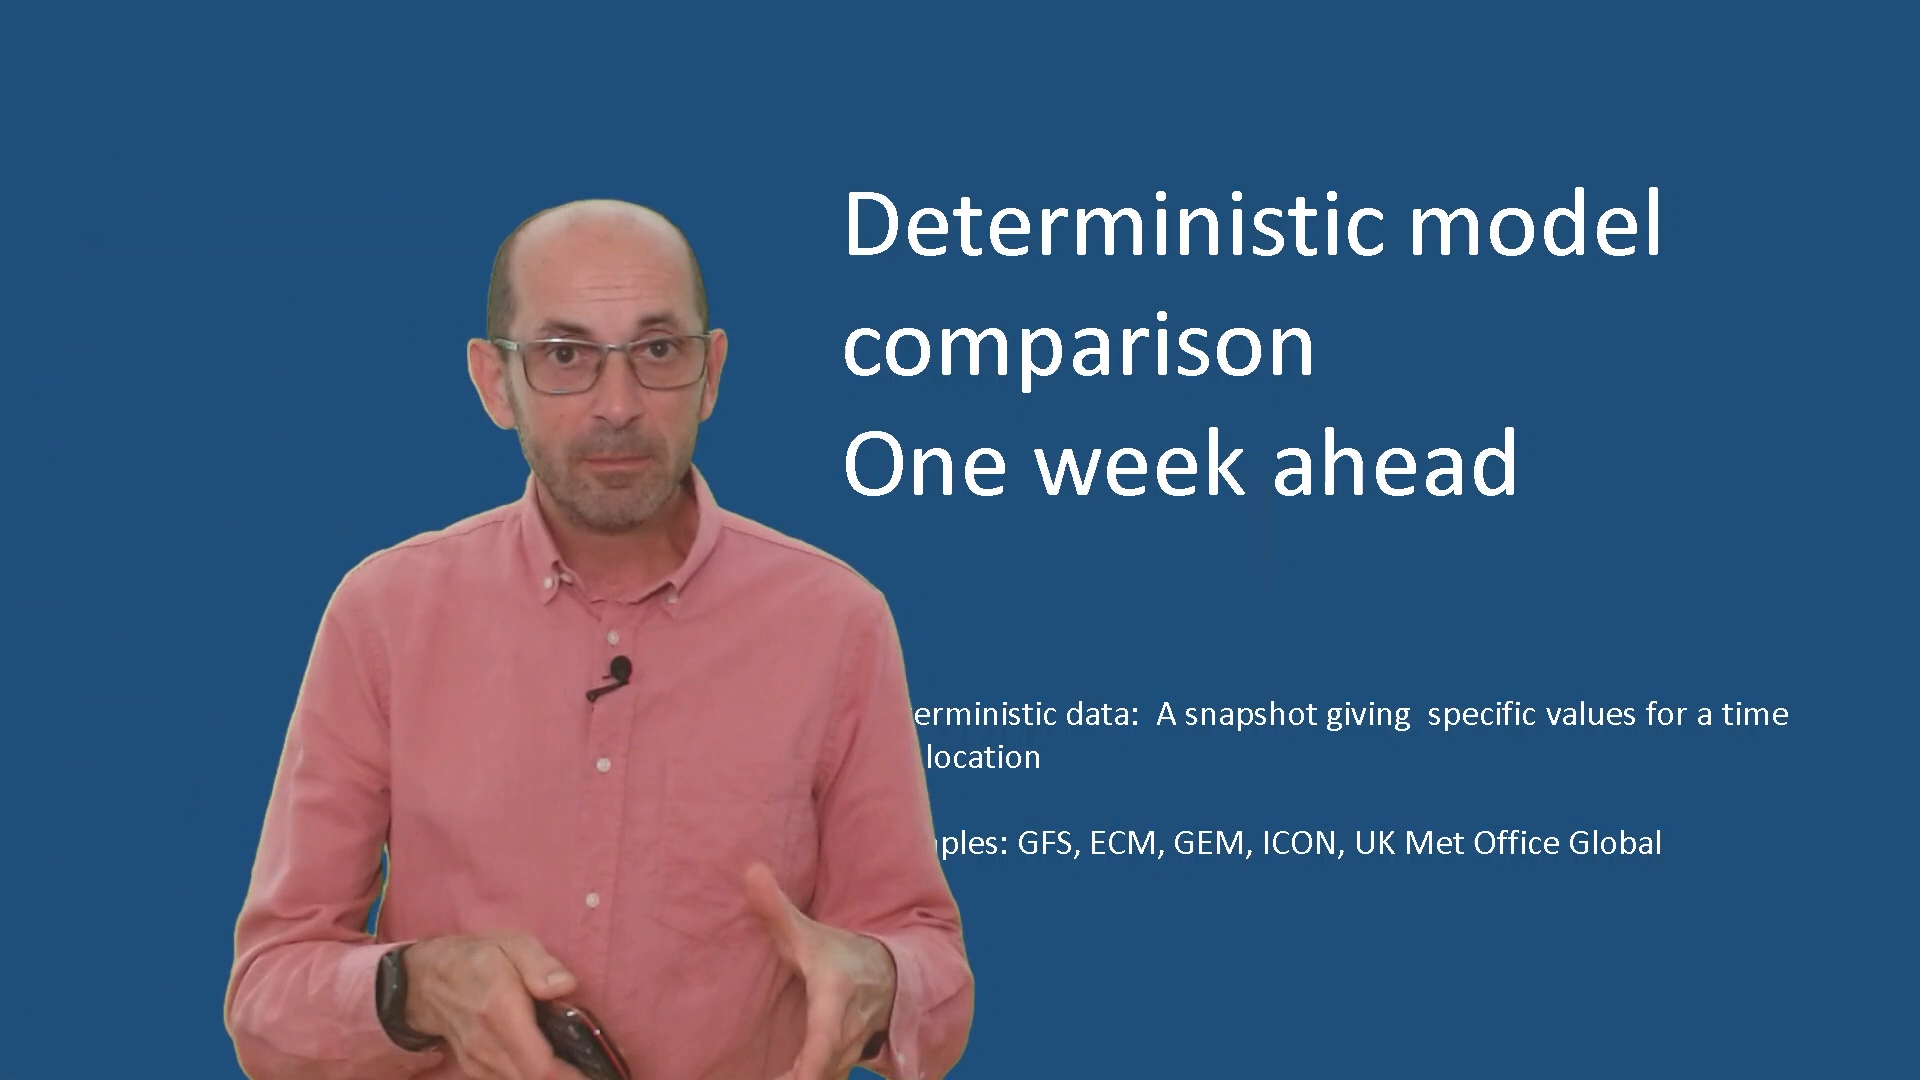 Deterministic model
comparison
One week ahead
erministic data: A snapshot giving specific values for a time
location
ples: GFS, ECM, GEM, ICON, UK Met Office Global